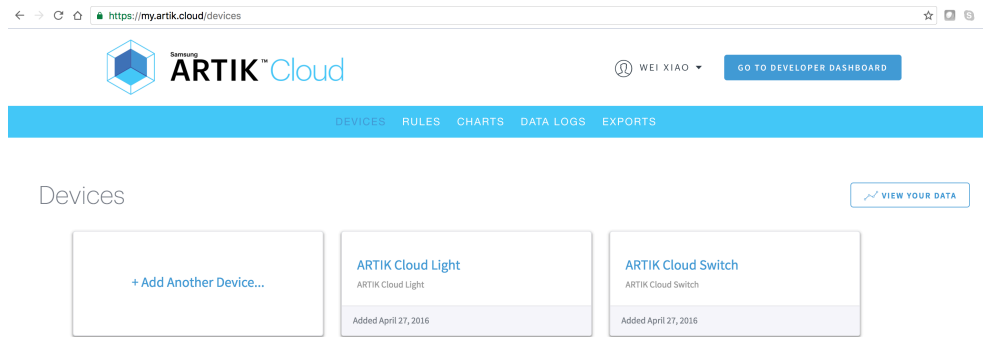 https://my.artik.cloud/devices
Samsung
ARTIK™ Cloud
WEI XIAO
GO TO DEVELOPER DASHBOARD
DEVICES RULES CHARTS DATA LOGS EXPORTS
Devices
VIEW YOUR DATA
+ Add Another Device...
ARTIK Cloud Light
ARTIK Cloud Light
Added April 27, 2016
ARTIK Cloud Switch
ARTIK Cloud Switch
Added April 27, 2016